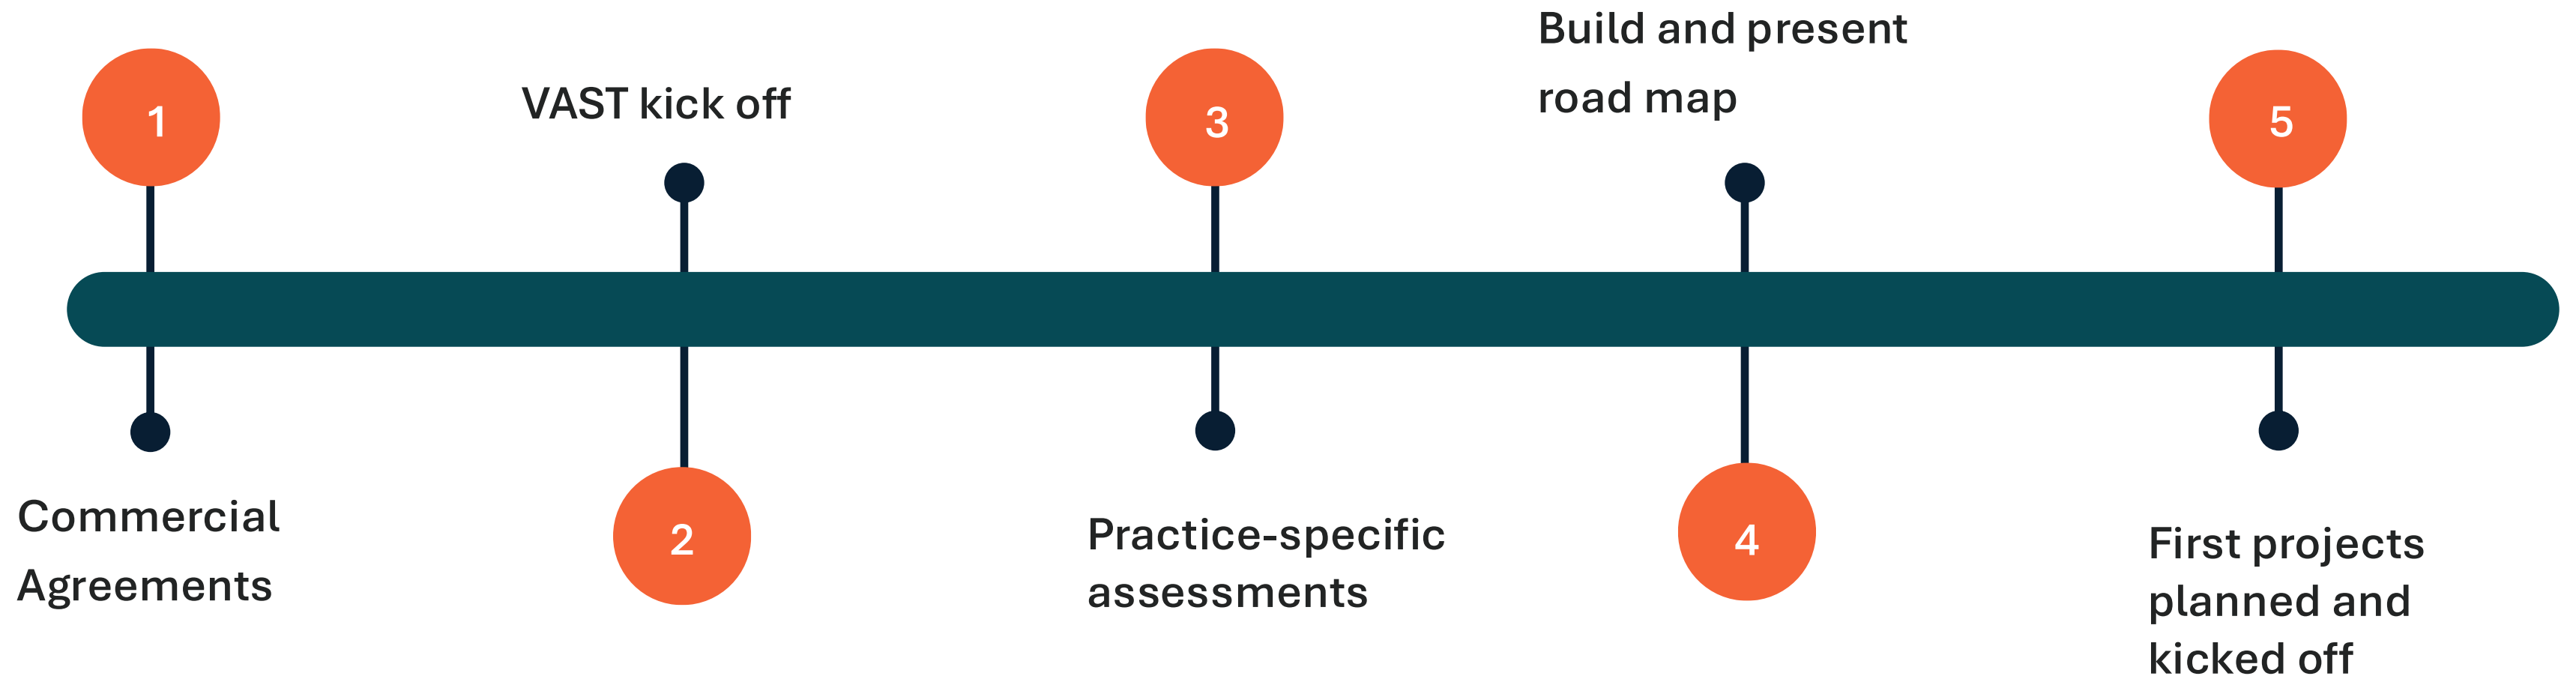 1
Commercial
Agreements
VAST kick off
2
3
Practice-specific
assessments
Build and present
road map
4
5
First projects
planned and
kicked off